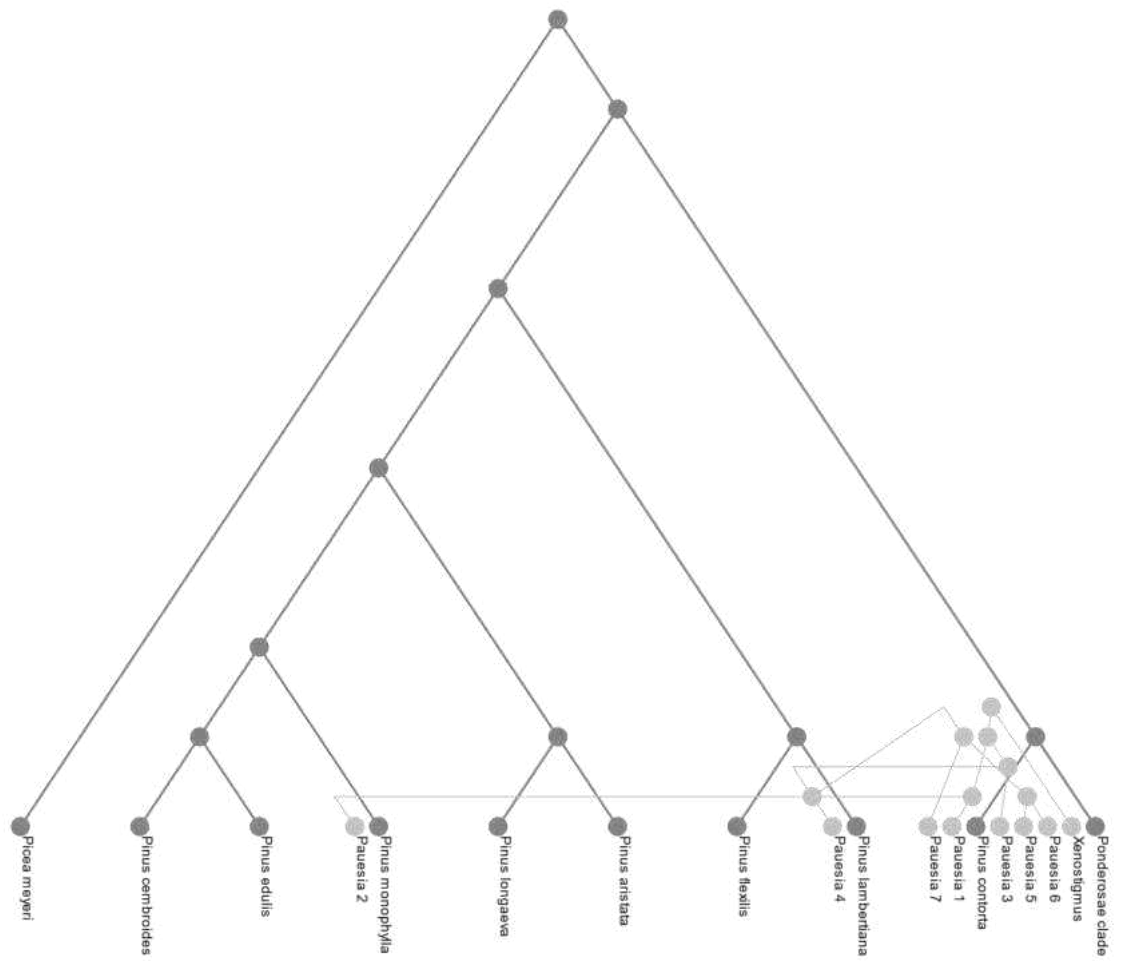 Picea meyeri
Pinus cembroides
Pinus edulis
Pauesia 2
Pinus monophylla
Pinus longaeva
Pinus aristata
Pinus flexilis
Pauesia 4
Pinus lambertiana
Pauesia 7
Pauesia 1
Pinus contorta
Pauesia 3
Pauesia 5
Pauesia 6
Xenostigmus
Ponderosae clade